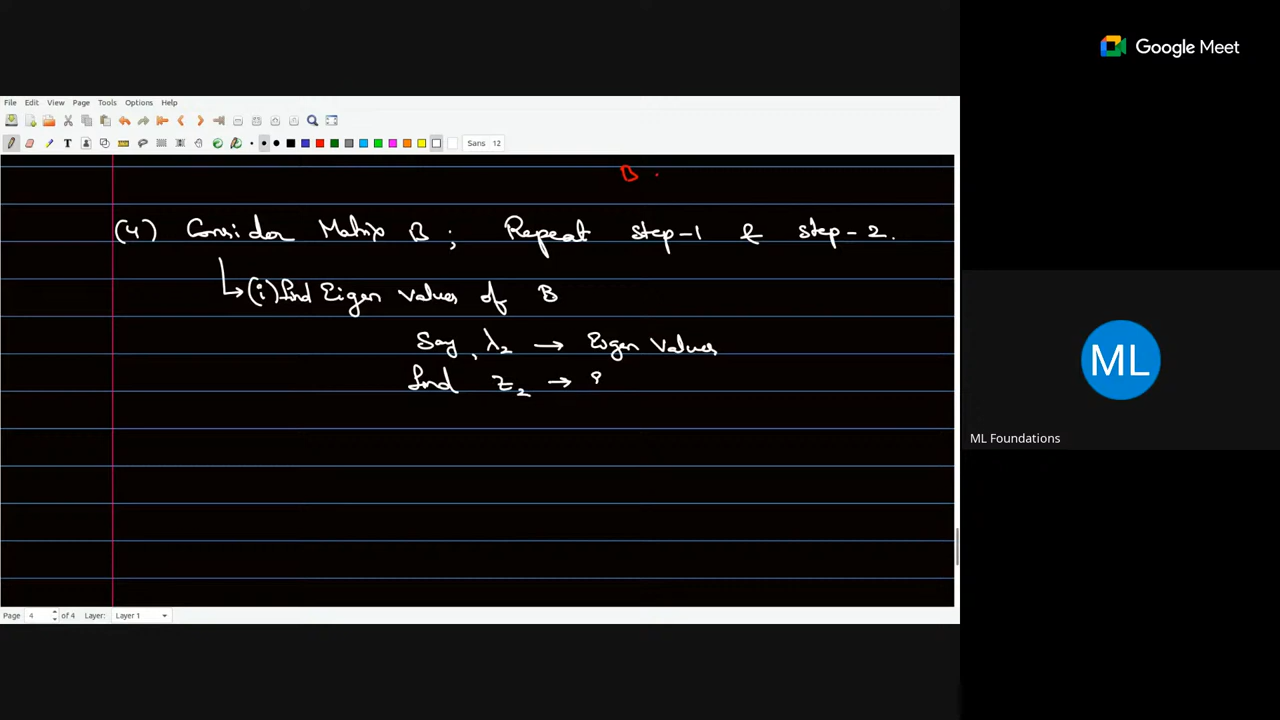 Google Meet
File Edit View Page Tools Options Help
Sans 12
B .
(4) Consider Matrix B ; Repeat step-1 & step-2.
(i) find Eigen values of B
Say, λ2 → Eigen values
find z2 →
ML
ML Foundations
Page 4 of 4 Layer: Layer 1